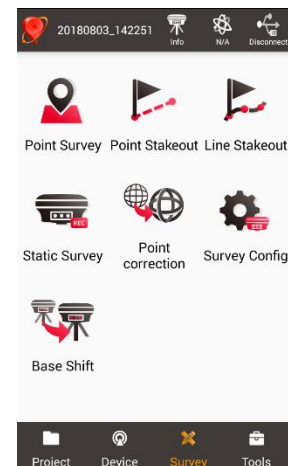 20180803_142251
Info
N/A
Disconnect
Point Survey
Point Stakeout
Line Stakeout
REC
Static Survey
Point
correction
Survey Config
Base Shift
Project
Device
Survey
Tools